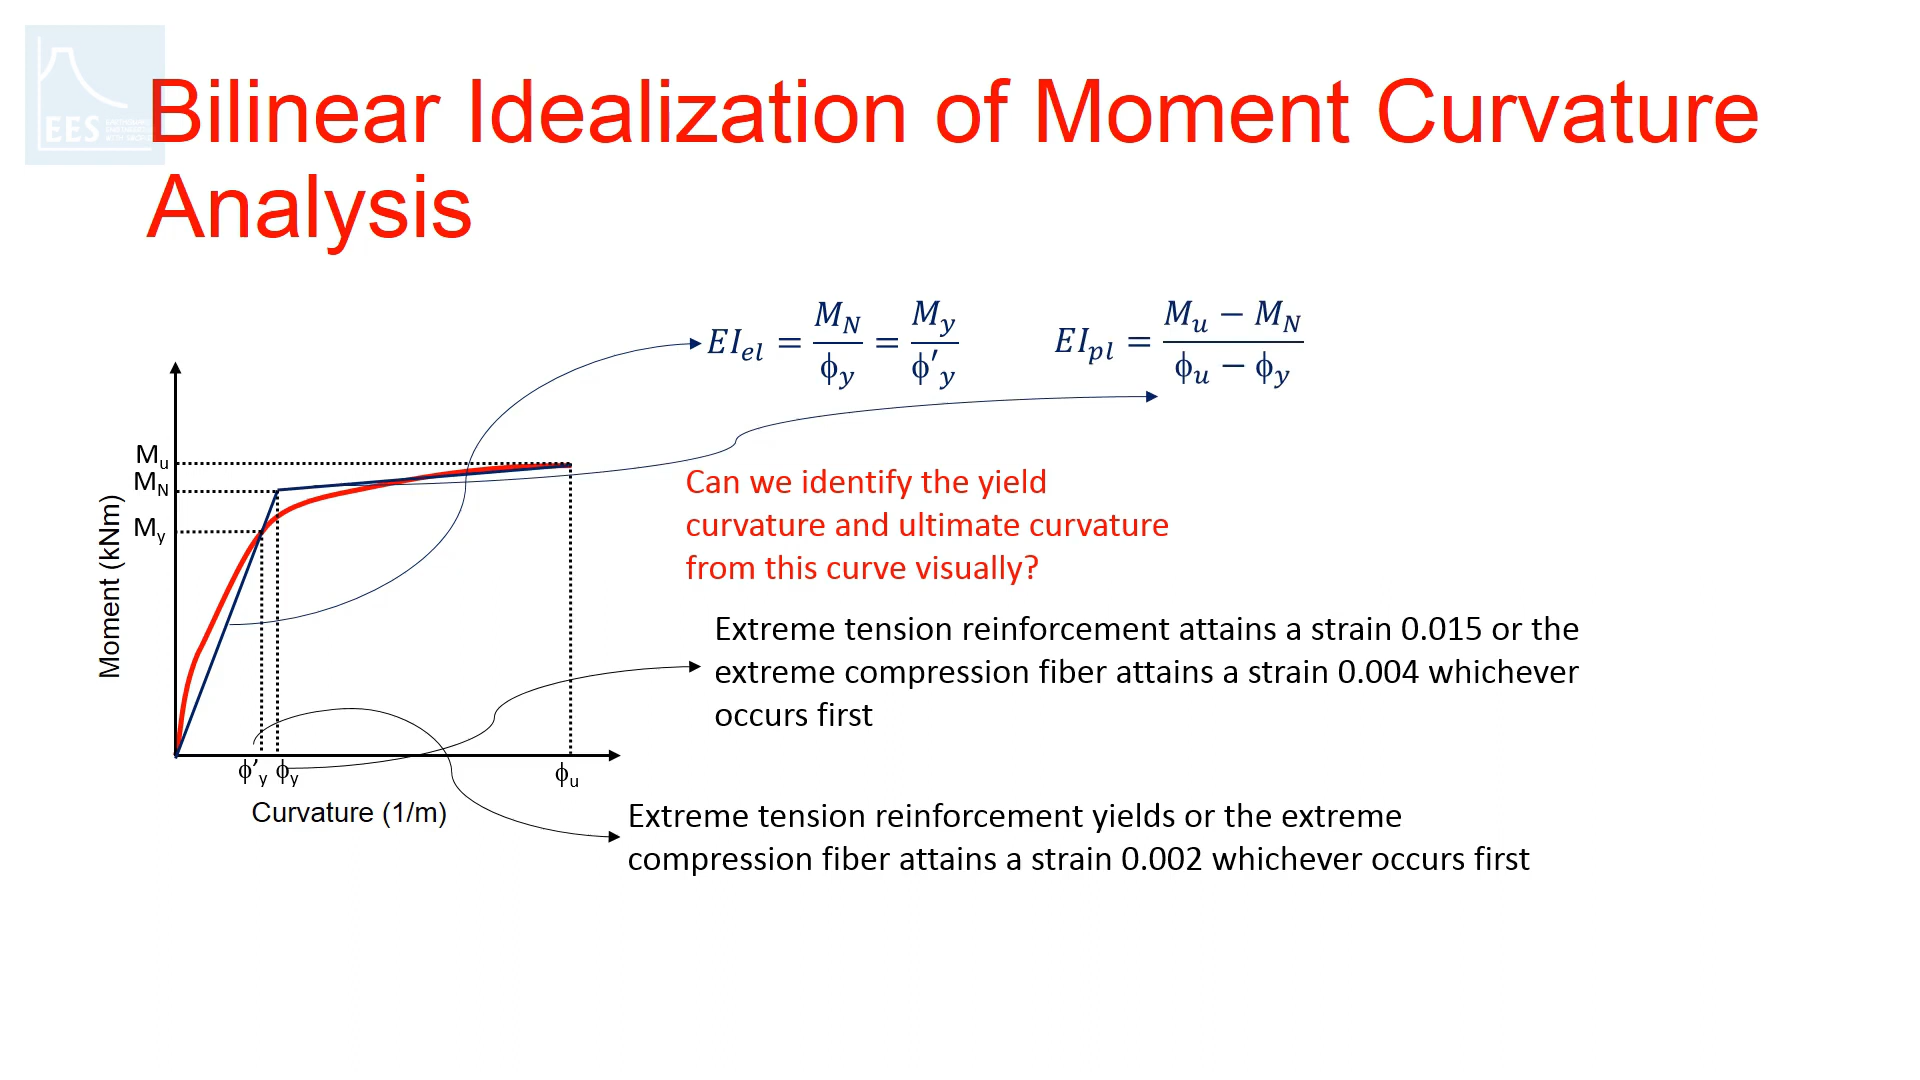 EES
Bilinear Idealization of Moment Curvature
Analysis
EI_el = M_N/ϕ_y = M_y/ϕ'_y
EI_pl = (M_u − M_N)/(ϕ_u − ϕ_y)
M_u
M_N
M_y
Moment (kNm)
Can we identify the yield
curvature and ultimate curvature
from this curve visually?
Extreme tension reinforcement attains a strain 0.015 or the
extreme compression fiber attains a strain 0.004 whichever
occurs first
ϕ'_y ϕ_y ϕ_u
Curvature (1/m)
Extreme tension reinforcement yields or the extreme
compression fiber attains a strain 0.002 whichever occurs first